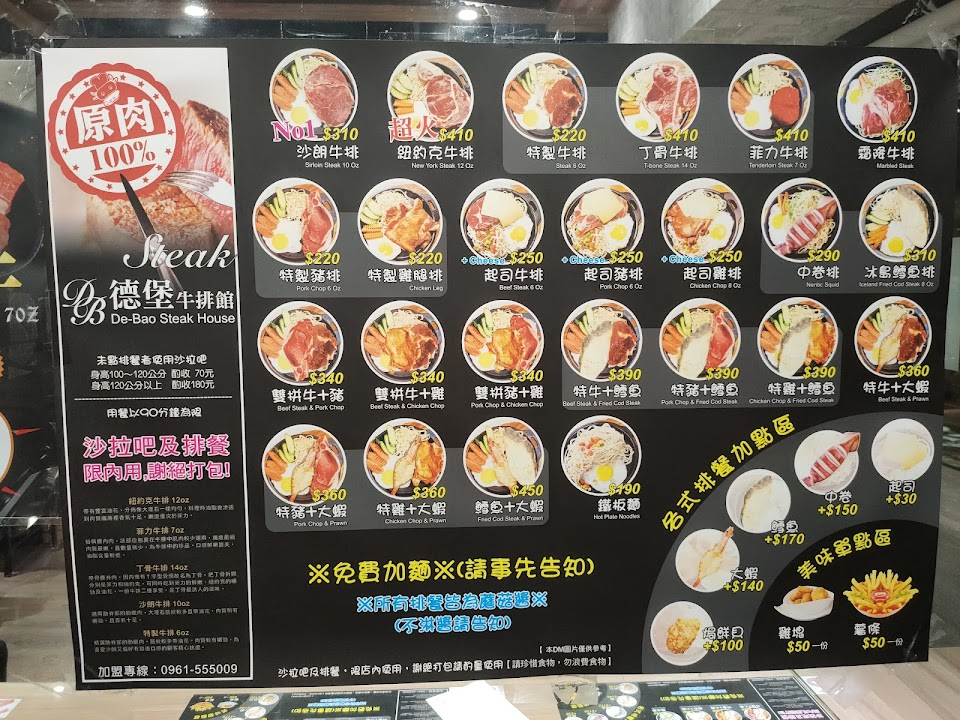 原肉
100%
Steak
DB 德堡牛排館
De-Bao Steak House
未點排餐者使用沙拉吧
身高100～120公分 酌收 70元
身高120公分以上 酌收180元
用餐以90分鐘為限
沙拉吧及排餐
限內用,謝絕打包!
紐約克牛排 12oz
菲力牛排 7oz
丁骨牛排 14oz
沙朗牛排 10oz
特製牛排 6oz
加盟專線：0961-555009
No1 $310
沙朗牛排
Sirloin Steak 10 Oz
超火 $410
紐約克牛排
New York Steak 12 Oz
$220
特製牛排
Steak 6 Oz
$410
丁骨牛排
T-bone Steak 14 Oz
$410
菲力牛排
Tenderloin Steak 7 Oz
$410
霜降牛排
Marbled Steak
$220
特製豬排
Pork Chop 6 Oz
$220
特製雞腿排
Chicken Leg
+Cheese $250
起司牛排
Beef Steak 6 Oz
+Cheese $250
起司豬排
Pork Chop 6 Oz
+Cheese $250
起司雞排
Chicken Chop 8 Oz
$290
中卷排
Neritic Squid
$310
冰島鱈魚排
Iceland Fried Cod Steak 8 Oz
$340
雙拼牛+豬
Beef Steak & Pork Chop
$340
雙拼牛+雞
Beef Steak & Chicken Chop
$340
雙拼豬+雞
Pork Chop & Chicken Chop
$390
特牛+鱈魚
Beef Steak & Fried Cod Steak
$390
特豬+鱈魚
Pork Chop & Fried Cod Steak
$390
特雞+鱈魚
Chicken Chop & Fried Cod Steak
$360
特牛+大蝦
Beef Steak & Prawn
$360
特豬+大蝦
Pork Chop & Prawn
$360
特雞+大蝦
Chicken Chop & Prawn
$450
鱈魚+大蝦
Fried Cod Steak & Prawn
$190
鐵板麵
Hot Plate Noodles
各式排餐加點區
起司
+$30
中卷
+$150
鱈魚
+$170
大蝦
+$140
焗鮮貝
+$100
美味單點區
雞塊
$50一份
薯條
$50一份
※免費加麵※(請事先告知)
※所有排餐皆為蘑菇醬※
(不淋醬請告知)
【 本DM圖片僅供參考 】
沙拉吧及排餐，限店內使用，謝絕打包請酌量使用【請珍惜食物，勿浪費食物】
7OZ